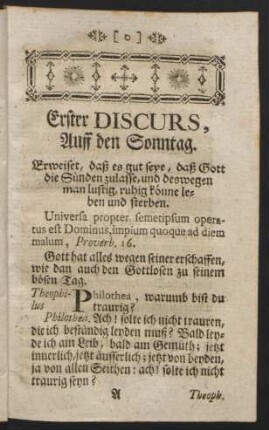 [ o ]
Erster DISCURS,
Auff den Sonntag.
Erweiset, daß es gut seye, daß Gott
die Sünden zulasse, und deswegen
man lustig, ruhig könne le-
ben und sterben.
Universa propter semetipsum opera-
tus est Dominus, impium quoque ad diem
malum, Proverb. 16.
Gott hat alles wegen seiner erschaffen,
wie dan auch den Gottlosen zu seinem
bösen Tag.
Theophi- Philothea, warumb bist du
lus traurig?
Philothea. Ach! solte ich nicht trauren,
die ich beständig leyden muß? Bald ley-
de ich am Leib, bald am Gemüth; jetzt
innerlich, jetzt äusserlich; jetzt von beyden,
ja von allen Seithen: ach! solte ich nicht
traurig seyn?
A Theoph.